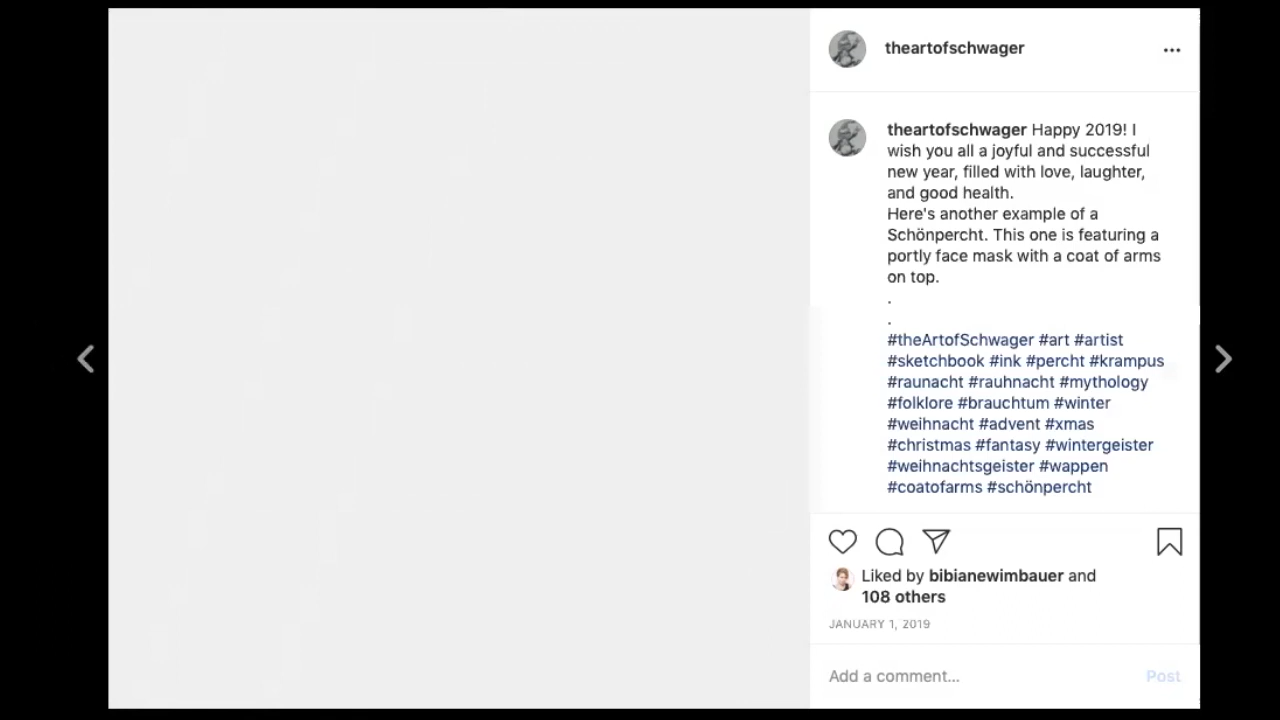 theartofschwager
theartofschwager Happy 2019! I
wish you all a joyful and successful
new year, filled with love, laughter,
and good health.
Here's another example of a
Schönpercht. This one is featuring a
portly face mask with a coat of arms
on top.
.
.
#theArtofSchwager #art #artist
#sketchbook #ink #percht #krampus
#raunacht #rauhnacht #mythology
#folklore #brauchtum #winter
#weihnacht #advent #xmas
#christmas #fantasy #wintergeister
#weihnachtsgeister #wappen
#coatofarms #schönpercht
Liked by bibianewimbauer and
108 others
JANUARY 1, 2019
Add a comment... Post